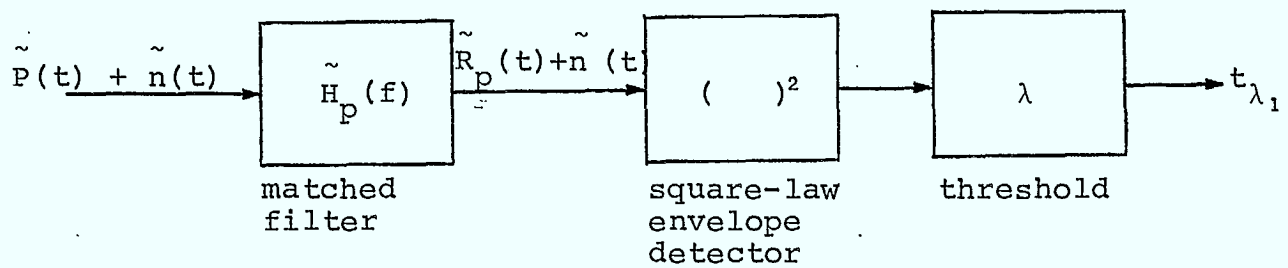 P̃(t) + ñ(t)
H̃p(f)
matched
filter
R̃p(t)+ñ (t)
( )²
square-law
envelope
detector
λ
threshold
tλ1